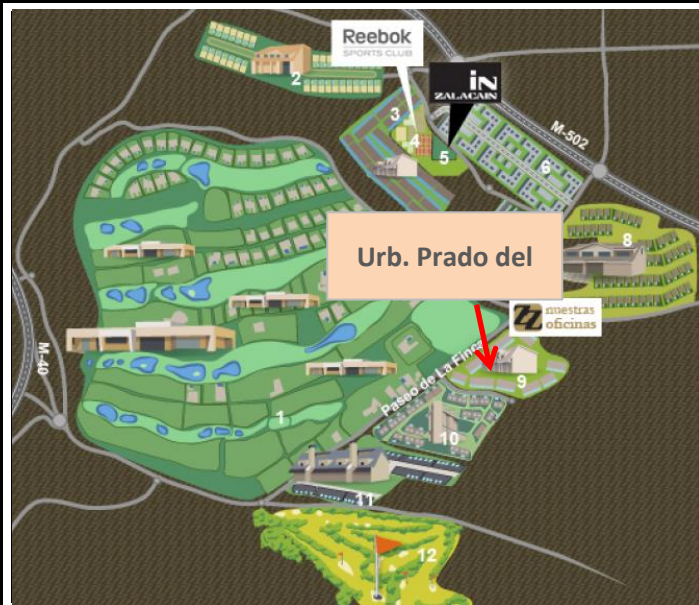 Reebok
SPORTS CLUB
2
iN
ZALACAIN
3
4
5
M-502
6
Urb. Prado del
8
ZZ nuestras
oficinas
M-40
Paseo de La Finca
9
1
10
11
12